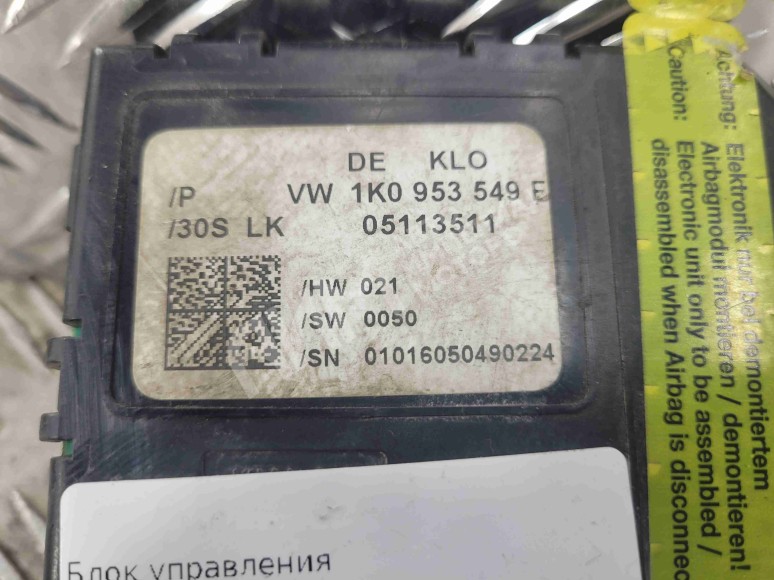 DE KLO
/P VW 1K0 953 549 E
/30S LK 05113511
/HW 021
/SW 0050
/SN 01016050490224
Achtung: Elektronik nur bei demontiertem
Airbagmodul montieren / demontieren!
Caution: Electronic unit only to be assembled /
disassembled when Airbag is disconnec
Блок управления